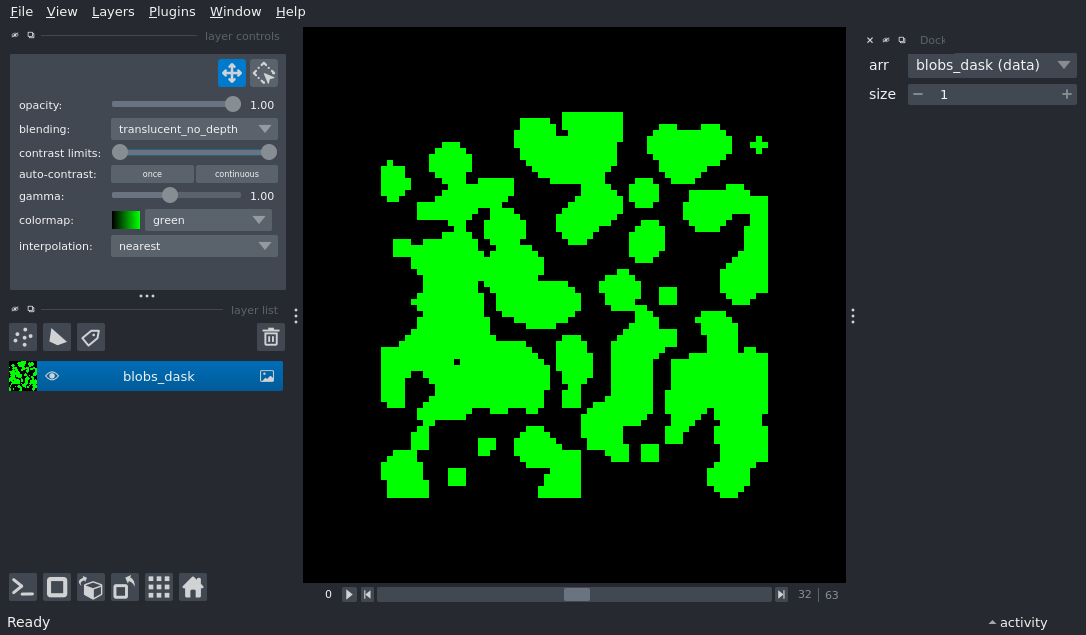 File View Layers Plugins Window Help
layer controls
opacity: 1.00
blending: translucent_no_depth
contrast limits:
auto-contrast: once continuous
gamma: 1.00
colormap: green
interpolation: nearest
layer list
blobs_dask
Dock
arr blobs_dask (data)
size 1
0 32 63
Ready
activity